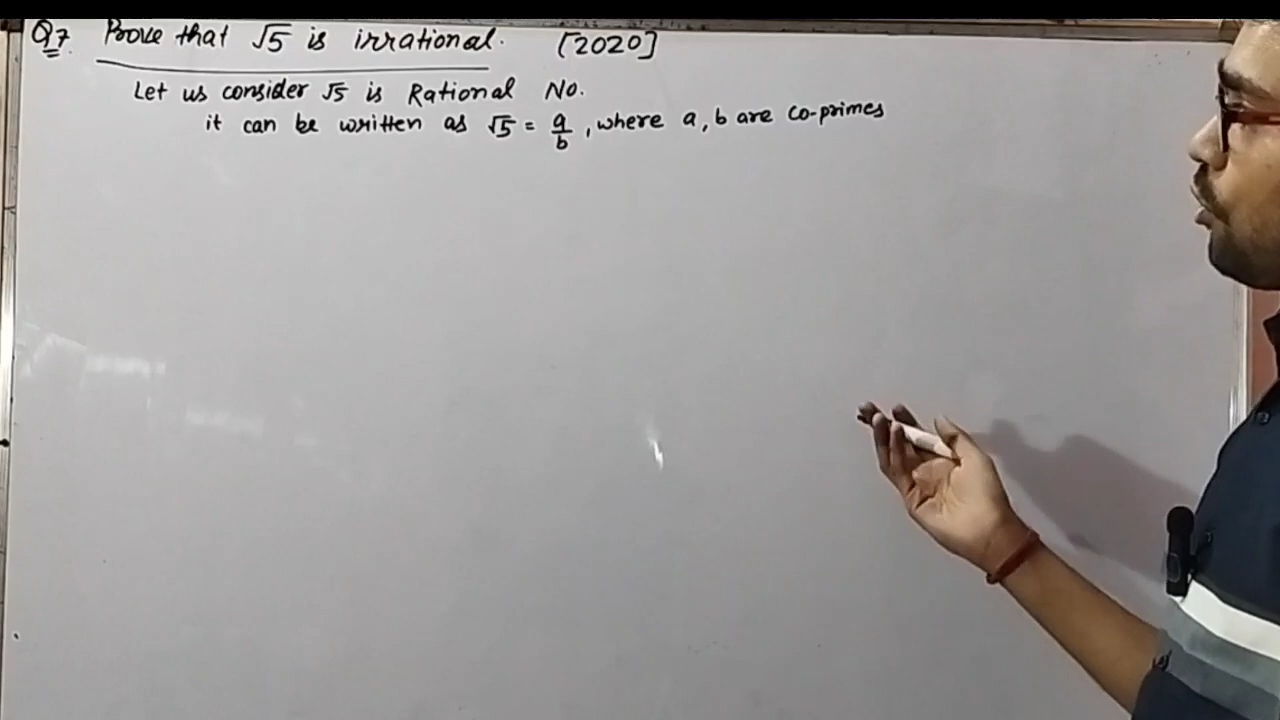 Q7 Prove that √5 is irrational. [2020]
Let us consider √5 is Rational No.
it can be written as √5 = a/b, where a, b are co-primes